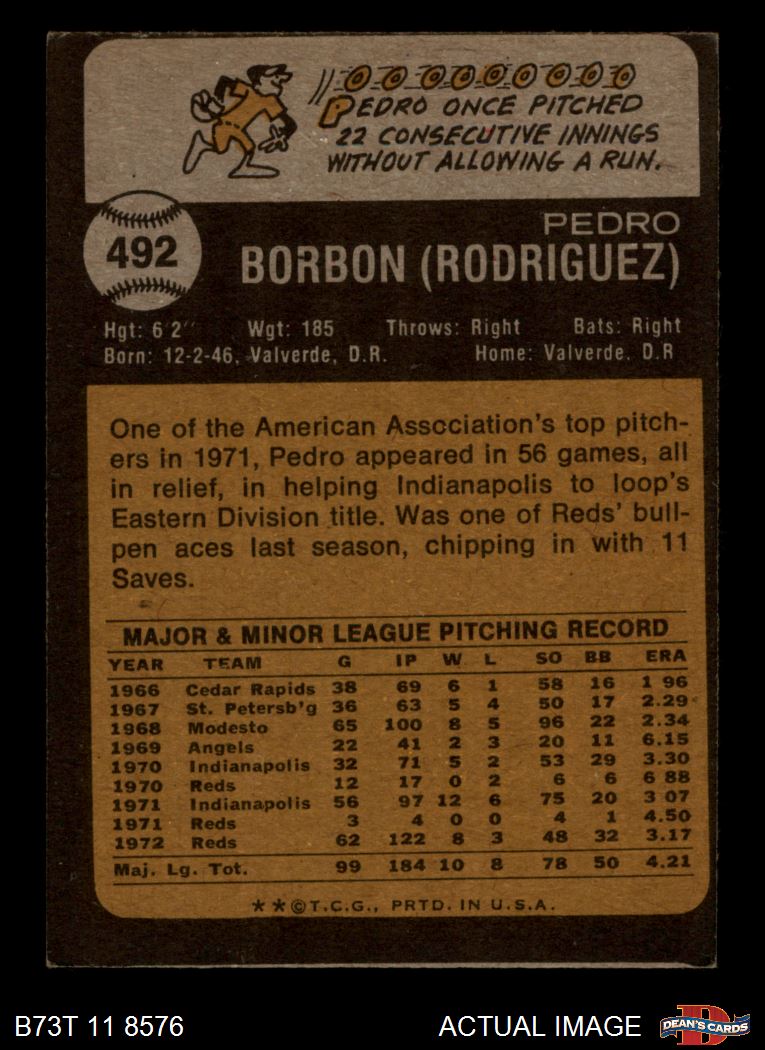 PEDRO ONCE PITCHED
22 CONSECUTIVE INNINGS
WITHOUT ALLOWING A RUN.
492
PEDRO
BORBON (RODRIGUEZ)
Hgt: 6'2" Wgt: 185 Throws: Right Bats: Right
Born: 12-2-46, Valverde, D.R. Home: Valverde. D.R
One of the American Association's top pitch-
ers in 1971, Pedro appeared in 56 games, all
in relief, in helping Indianapolis to loop's
Eastern Division title. Was one of Reds' bull-
pen aces last season, chipping in with 11
Saves.
MAJOR & MINOR LEAGUE PITCHING RECORD
YEAR TEAM G IP W L SO BB ERA
1966 Cedar Rapids 38 69 6 1 58 16 1 96
1967 St. Petersb'g 36 63 5 4 50 17 2.29
1968 Modesto 65 100 8 5 96 22 2.34
1969 Angels 22 41 2 3 20 11 6.15
1970 Indianapolis 32 71 5 2 53 29 3.30
1970 Reds 12 17 0 2 6 6 6 88
1971 Indianapolis 56 97 12 6 75 20 3 07
1971 Reds 3 4 0 0 4 1 4.50
1972 Reds 62 122 8 3 48 32 3.17
Maj. Lg. Tot. 99 184 10 8 78 50 4.21
**©T.C.G., PRTD. IN U.S.A.
B73T 11 8576 ACTUAL IMAGE DEAN'S CARDS